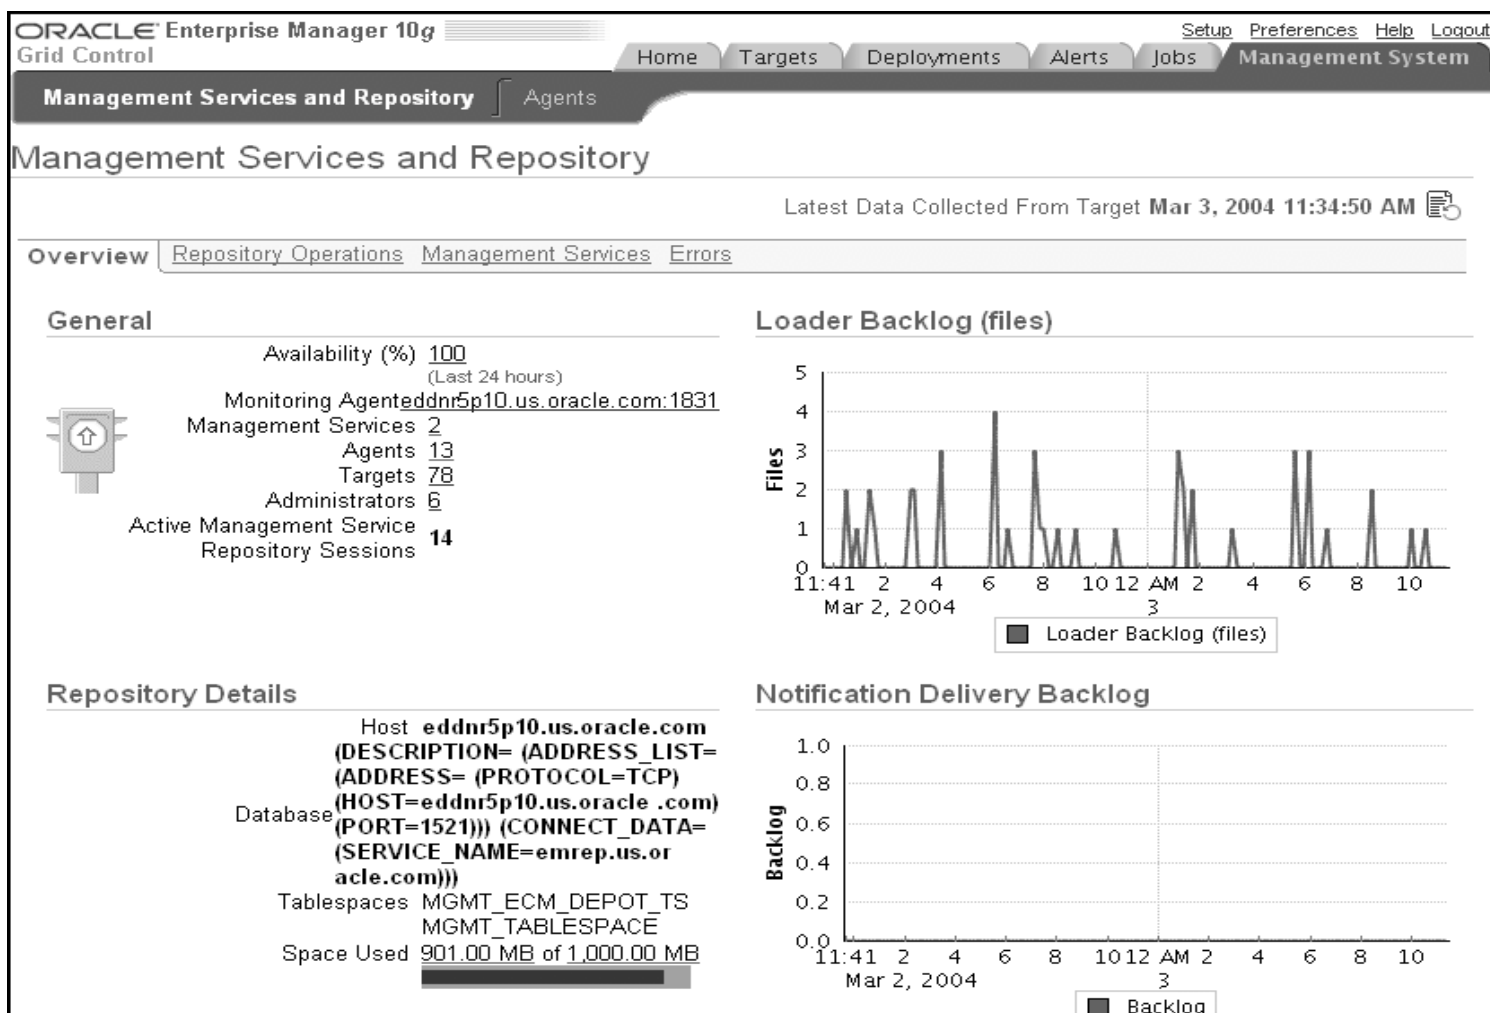 ORACLE Enterprise Manager 10g
Grid Control
Setup Preferences Help Logout
Home Targets Deployments Alerts Jobs Management System
Management Services and Repository Agents
Management Services and Repository
Latest Data Collected From Target Mar 3, 2004 11:34:50 AM
Overview Repository Operations Management Services Errors
General
Availability (%) 100
(Last 24 hours)
Monitoring Agent eddnr5p10.us.oracle.com:1831
Management Services 2
Agents 13
Targets 78
Administrators 6
Active Management Service
Repository Sessions 14
Loader Backlog (files)
5
4
3
2
1
0
Files
11:41 2 4 6 8 10 12 AM 2 4 6 8 10
Mar 2, 2004 3
Loader Backlog (files)
Repository Details
Host eddnr5p10.us.oracle.com
Database
(DESCRIPTION= (ADDRESS_LIST=
(ADDRESS= (PROTOCOL=TCP)
(HOST=eddnr5p10.us.oracle .com)
(PORT=1521))) (CONNECT_DATA=
(SERVICE_NAME=emrep.us.or
acle.com)))
Tablespaces MGMT_ECM_DEPOT_TS
MGMT_TABLESPACE
Space Used 901.00 MB of 1,000.00 MB
Notification Delivery Backlog
1.0
0.8
0.6
0.4
0.2
0.0
Backlog
11:41 2 4 6 8 10 12 AM 2 4 6 8 10
Mar 2, 2004 3
Backlog